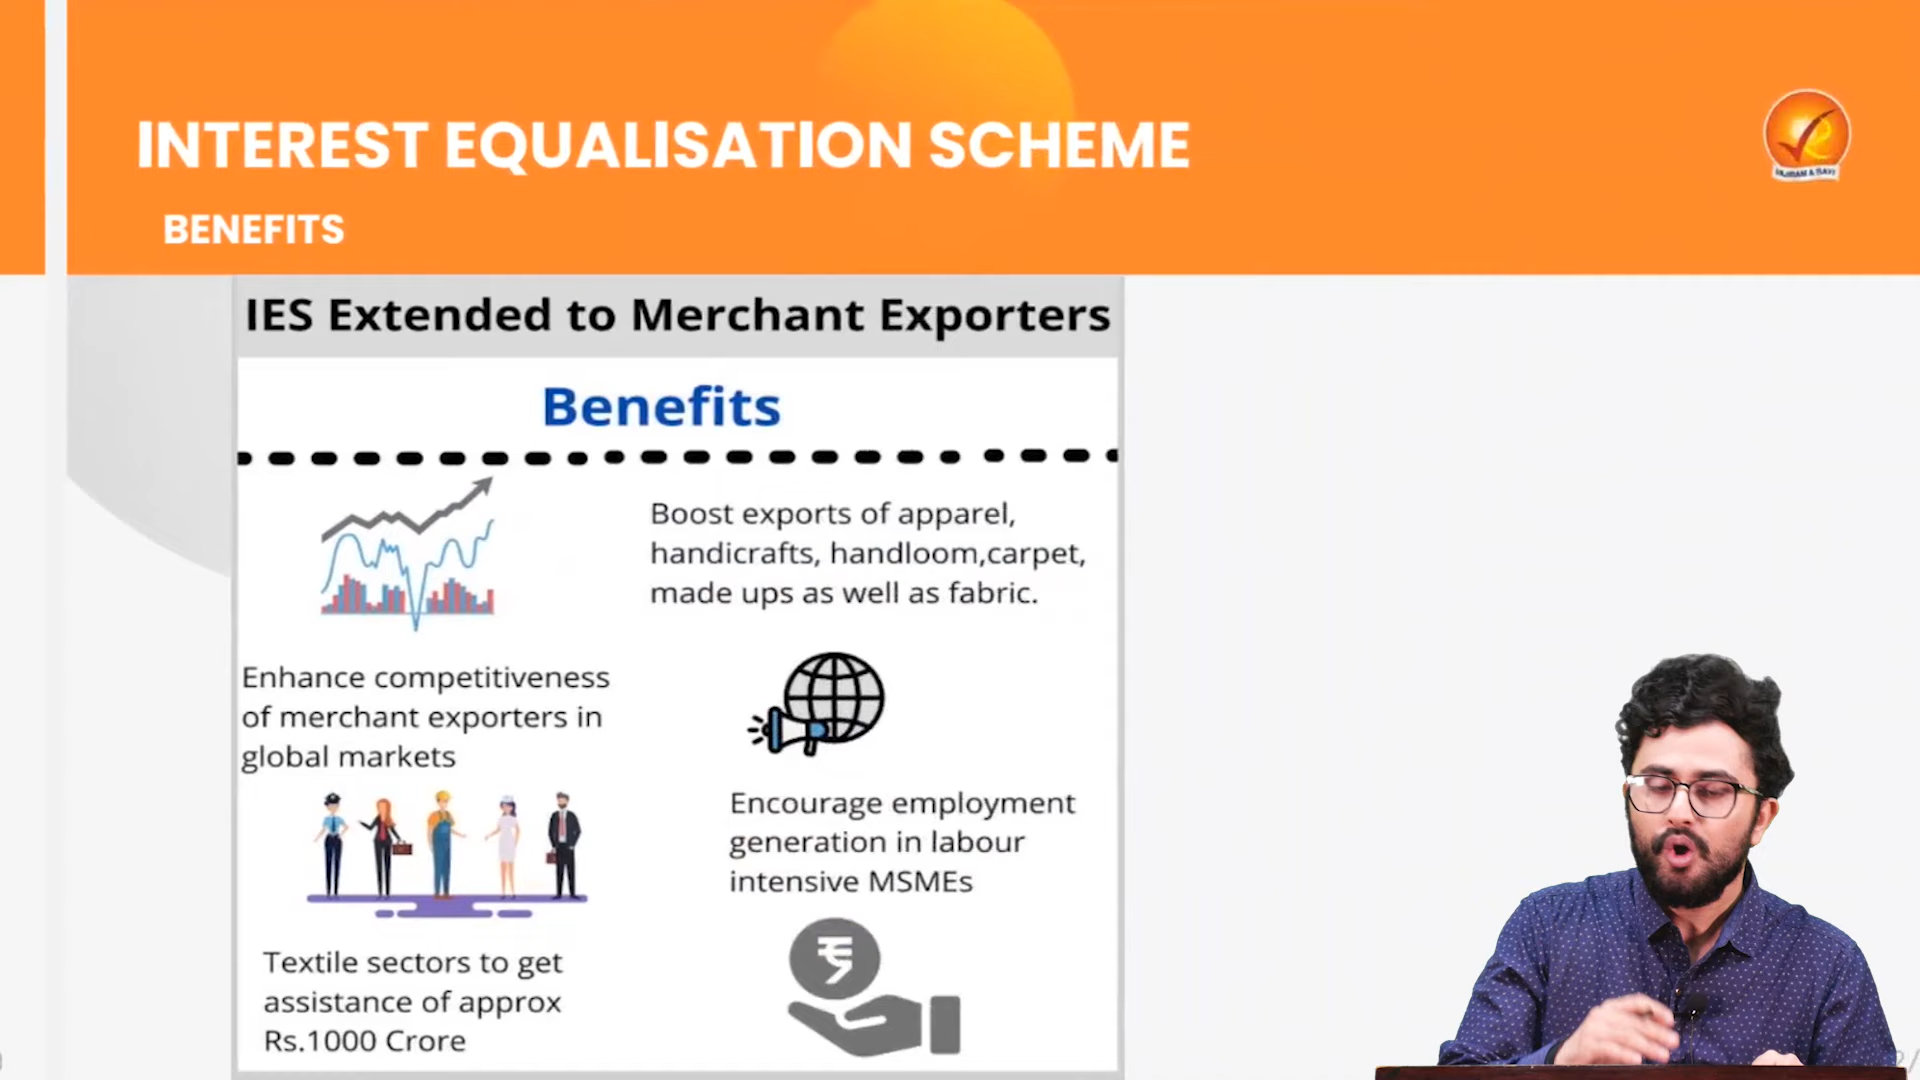 INTEREST EQUALISATION SCHEME
VAJIRAM & RAVI
BENEFITS
IES Extended to Merchant Exporters
Benefits
Boost exports of apparel,
handicrafts, handloom,carpet,
made ups as well as fabric.
Enhance competitiveness
of merchant exporters in
global markets
Encourage employment
generation in labour
intensive MSMEs
Textile sectors to get
assistance of approx
Rs.1000 Crore
₹